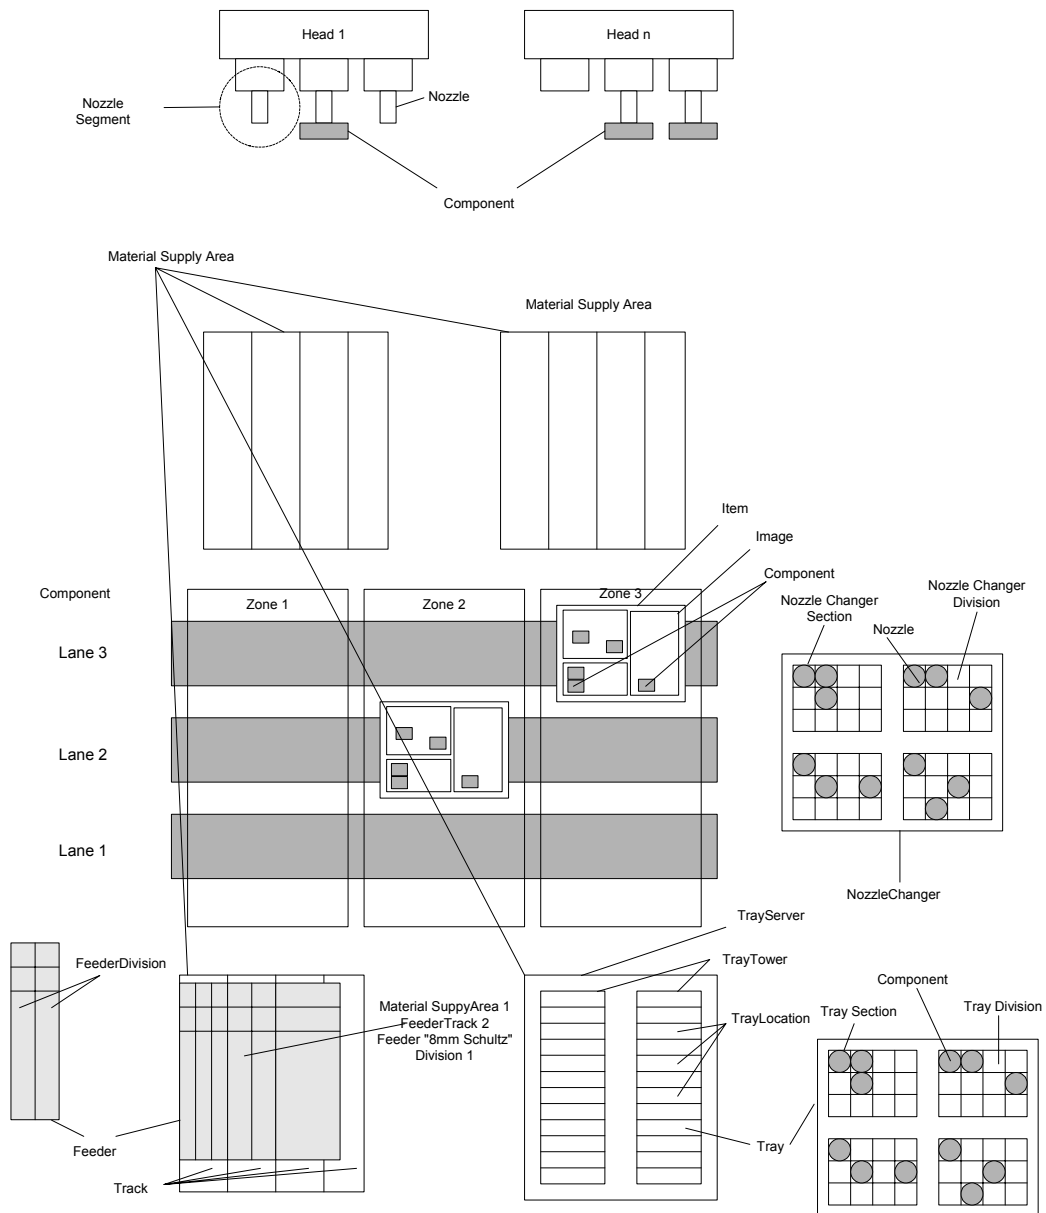 Head 1
Head n
Nozzle
Segment
Nozzle
Component
Material Supply Area
Material Supply Area
Item
Image
Component
Component
Zone 1
Zone 2
Zone 3
Nozzle Changer
Section
Nozzle
Nozzle Changer
Division
Lane 3
Lane 2
Lane 1
NozzleChanger
TrayServer
TrayTower
FeederDivision
Material SuppyArea 1
FeederTrack 2
Feeder "8mm Schultz"
Division 1
TrayLocation
Component
Tray Section
Tray Division
Feeder
Tray
Track